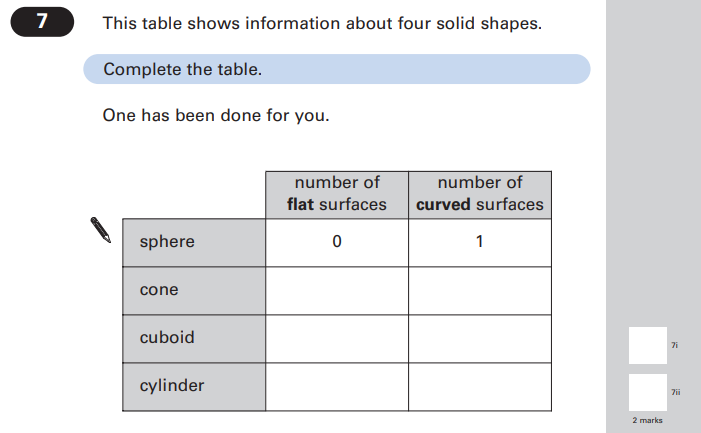 7
This table shows information about four solid shapes.
Complete the table.
One has been done for you.
number of flat surfaces
number of curved surfaces
sphere 0 1
cone
cuboid
cylinder
7i
7ii
2 marks